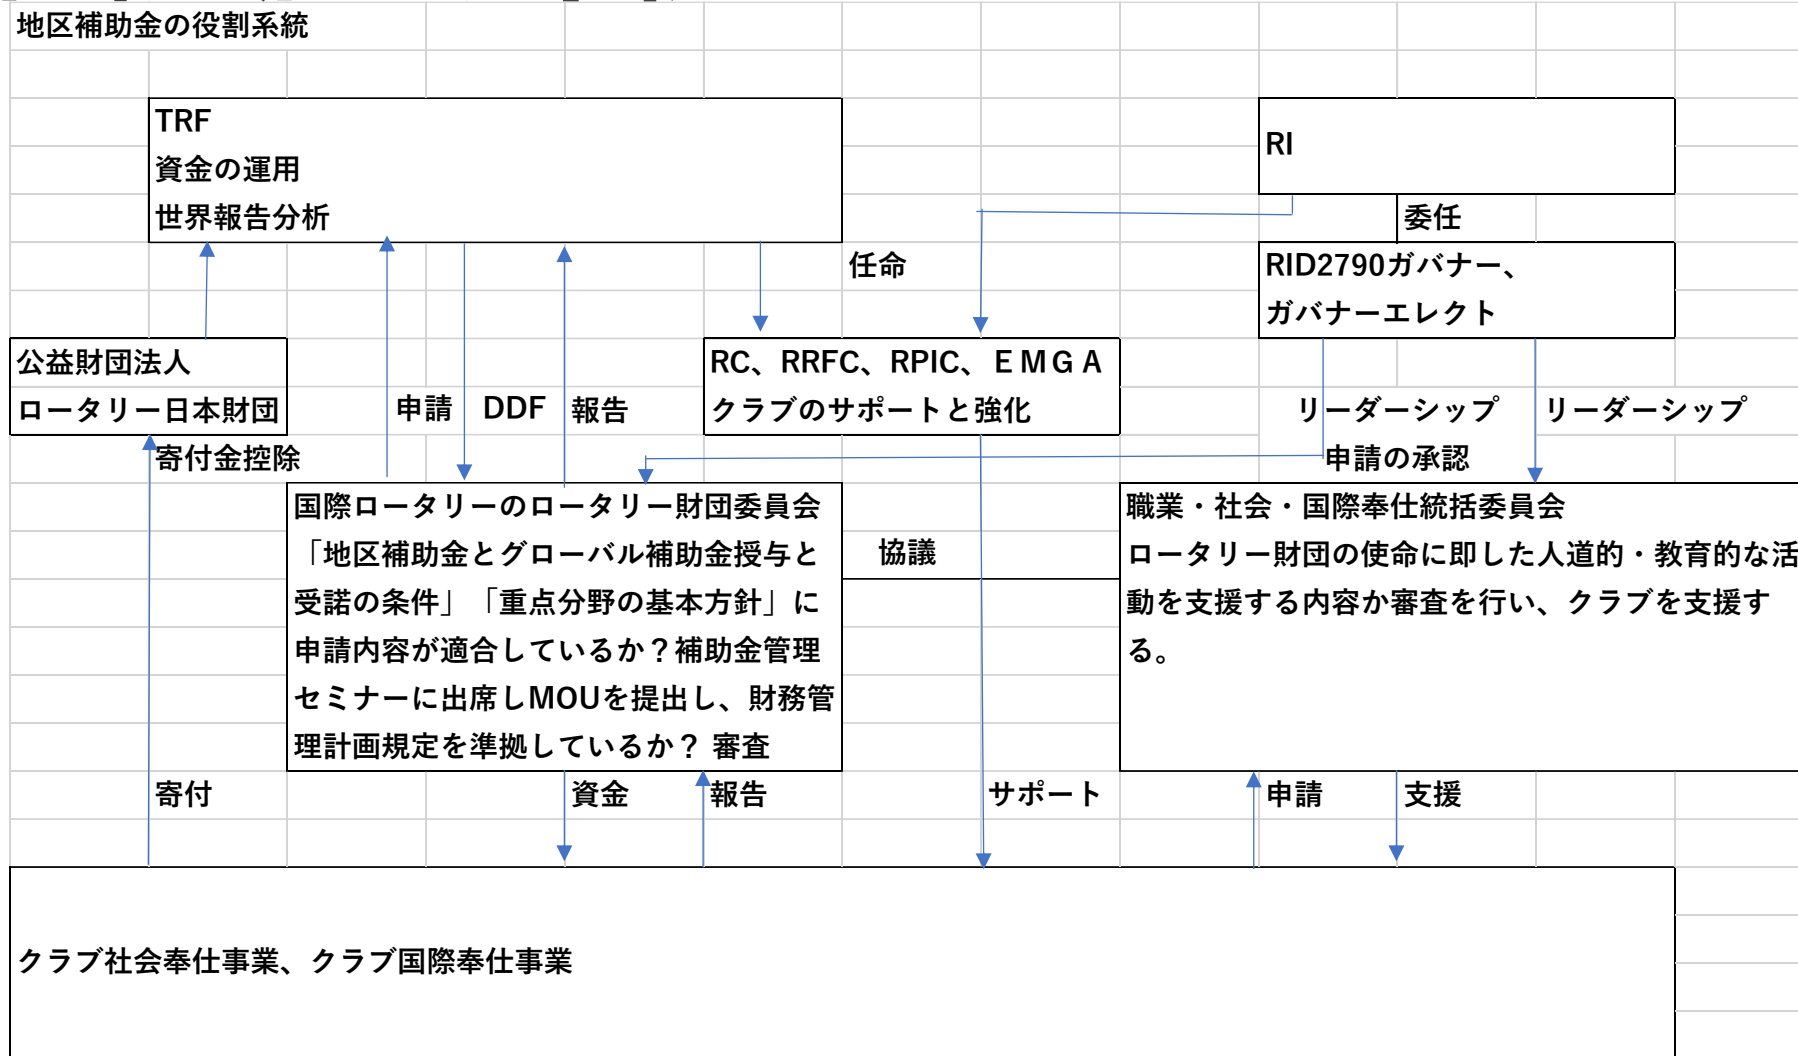 地区補助金の役割系統
TRF
資金の運用
世界報告分析
RI
委任
任命
RID2790ガバナー、
ガバナーエレクト
公益財団法人
ロータリー日本財団
RC、RRFC、RPIC、ＥＭＧＡ
クラブのサポートと強化
申請
DDF
報告
リーダーシップ
リーダーシップ
寄付金控除
申請の承認
国際ロータリーのロータリー財団委員会
「地区補助金とグローバル補助金授与と
受諾の条件」「重点分野の基本方針」に
申請内容が適合しているか？補助金管理
セミナーに出席しMOUを提出し、財務管
理計画規定を準拠しているか？ 審査
協議
職業・社会・国際奉仕統括委員会
ロータリー財団の使命に即した人道的・教育的な活
動を支援する内容か審査を行い、クラブを支援す
る。
寄付
資金
報告
サポート
申請
支援
クラブ社会奉仕事業、クラブ国際奉仕事業